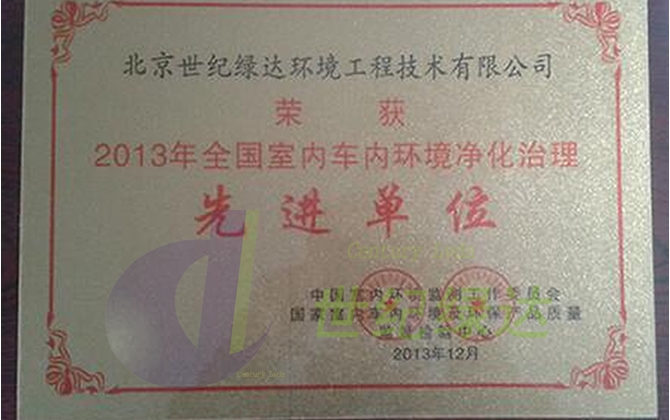 北京世纪绿达环境工程技术有限公司
荣 获
2013年全国室内车内环境净化治理
先进单位
中国室内环境监测工作委员会
国家室内车内环境及环保产品质量
监督检验中心
2013年12月